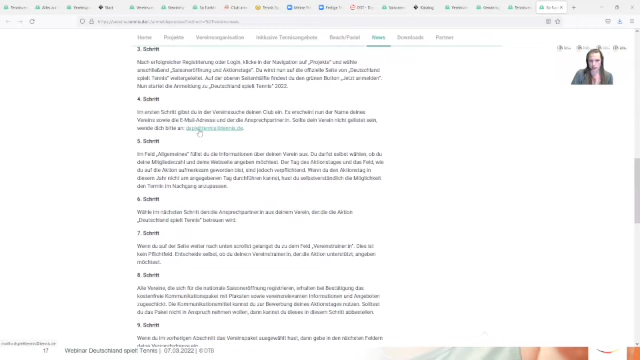 Start
Katalog
Home
Projekte
Vereinsorganisation
Inklusive Tennisangebote
Beach/Padel
News
Downloads
Partner
3. Schritt
Nach erfolgreicher Registrierung oder Login, klicke in der Navigation auf „Projekte“ und wähle
anschließend „Saisoneröffnung und Aktionstage“. Du wirst nun auf die offizielle Seite von „Deutschland
spielt Tennis“ weitergeleitet. Auf der oberen Seitenhälfte findest du den grünen Button „Jetzt anmelden“.
Nun startet die Anmeldung zu „Deutschland spielt Tennis“ 2022.
4. Schritt
Im ersten Schritt gibst du in der Vereinssuche deinen Club ein. Es erscheint nun der Name deines
Vereins sowie die E-Mail-Adresse und der Ansprechpartner:in. Sollte dein Verein nicht gelistet sein,
wende dich bitte an:
5. Schritt
Im Feld „Allgemeines“ füllst du die Informationen über deinen Verein aus. Du darfst selbst wählen, ob du
deine Mitgliederzahl und deine Webseite angeben möchtest. Der Tag des Aktionstages und das Feld, wie
du auf die Aktion aufmerksam geworden bist, sind jedoch verpflichtend. Wenn du den Aktionstag in
diesem Jahr nicht am angegebenen Tag durchführen kannst, hast du selbstverständlich die Möglichkeit
den Termin im Nachgang anzupassen.
6. Schritt
Wähle im nächsten Schritt den:die Ansprechpartner:in aus deinem Verein, der:die die Aktion
„Deutschland spielt Tennis“ betreuen wird.
7. Schritt
Wenn du auf der Seite weiter nach unten scrollst gelangst du zu dem Feld „Vereinstrainer:in“. Dies ist
kein Pflichtfeld. Entscheide selbst, ob du deinen Vereinstrainer:in, der:die die Aktion unterstützt, angeben
möchtest.
8. Schritt
Alle Vereine, die sich für die nationale Saisoneröffnung registrieren, erhalten bei Bestätigung das
kostenfreie Kommunikationspaket mit Plakaten sowie vereinsrelevanten Informationen und Angeboten
zugeschickt. Die Kommunikationsmittel kannst du zur Bewerbung deines Aktionstages nutzen. Solltest
du das Paket nicht in Anspruch nehmen wollen, dann kannst du in diesem Schritt abbestellen.
9. Schritt
Wenn du im vorherigen Abschnitt das Vereinspaket ausgewählt hast, dann gebe in den nächsten Feldern
17 Webinar Deutschland spielt Tennis | 07.03.2022 | © DTB